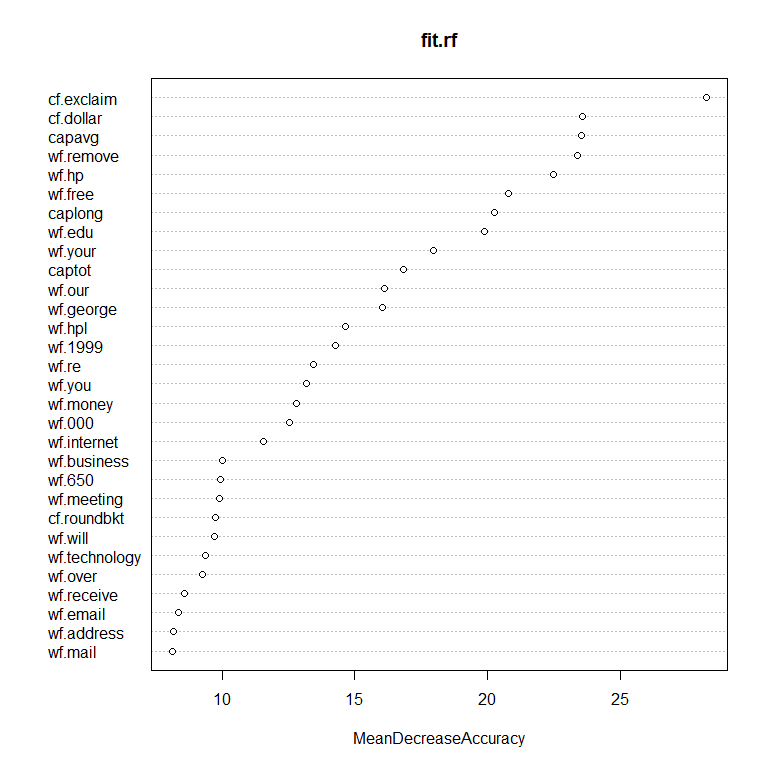 fit.rf
cf.exclaim
cf.dollar
capavg
wf.remove
wf.hp
wf.free
caplong
wf.edu
wf.your
captot
wf.our
wf.george
wf.hpl
wf.1999
wf.re
wf.you
wf.money
wf.000
wf.internet
wf.business
wf.650
wf.meeting
cf.roundbkt
wf.will
wf.technology
wf.over
wf.receive
wf.email
wf.address
wf.mail
10 15 20 25
MeanDecreaseAccuracy